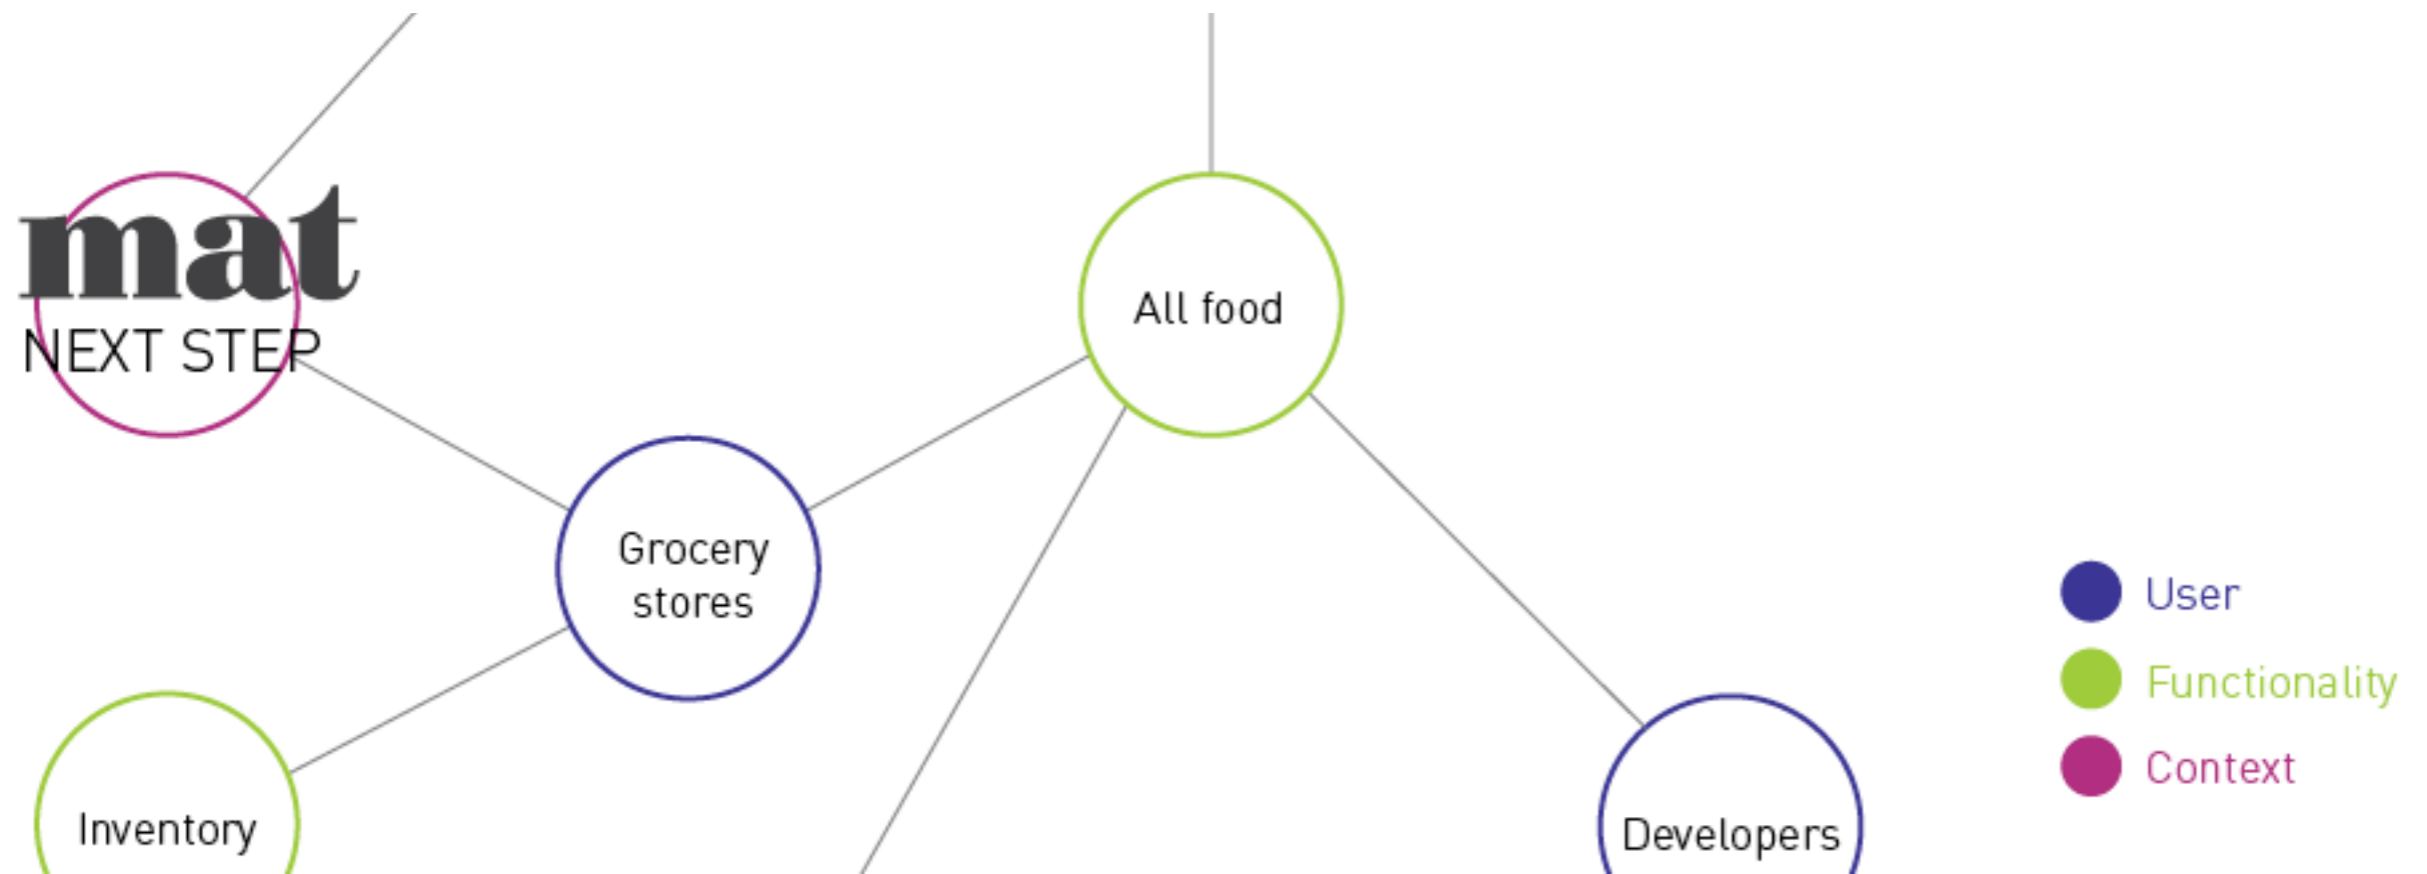 mat
NEXT STEP
All food
Grocery
stores
Inventory
Developers
User
Functionality
Context